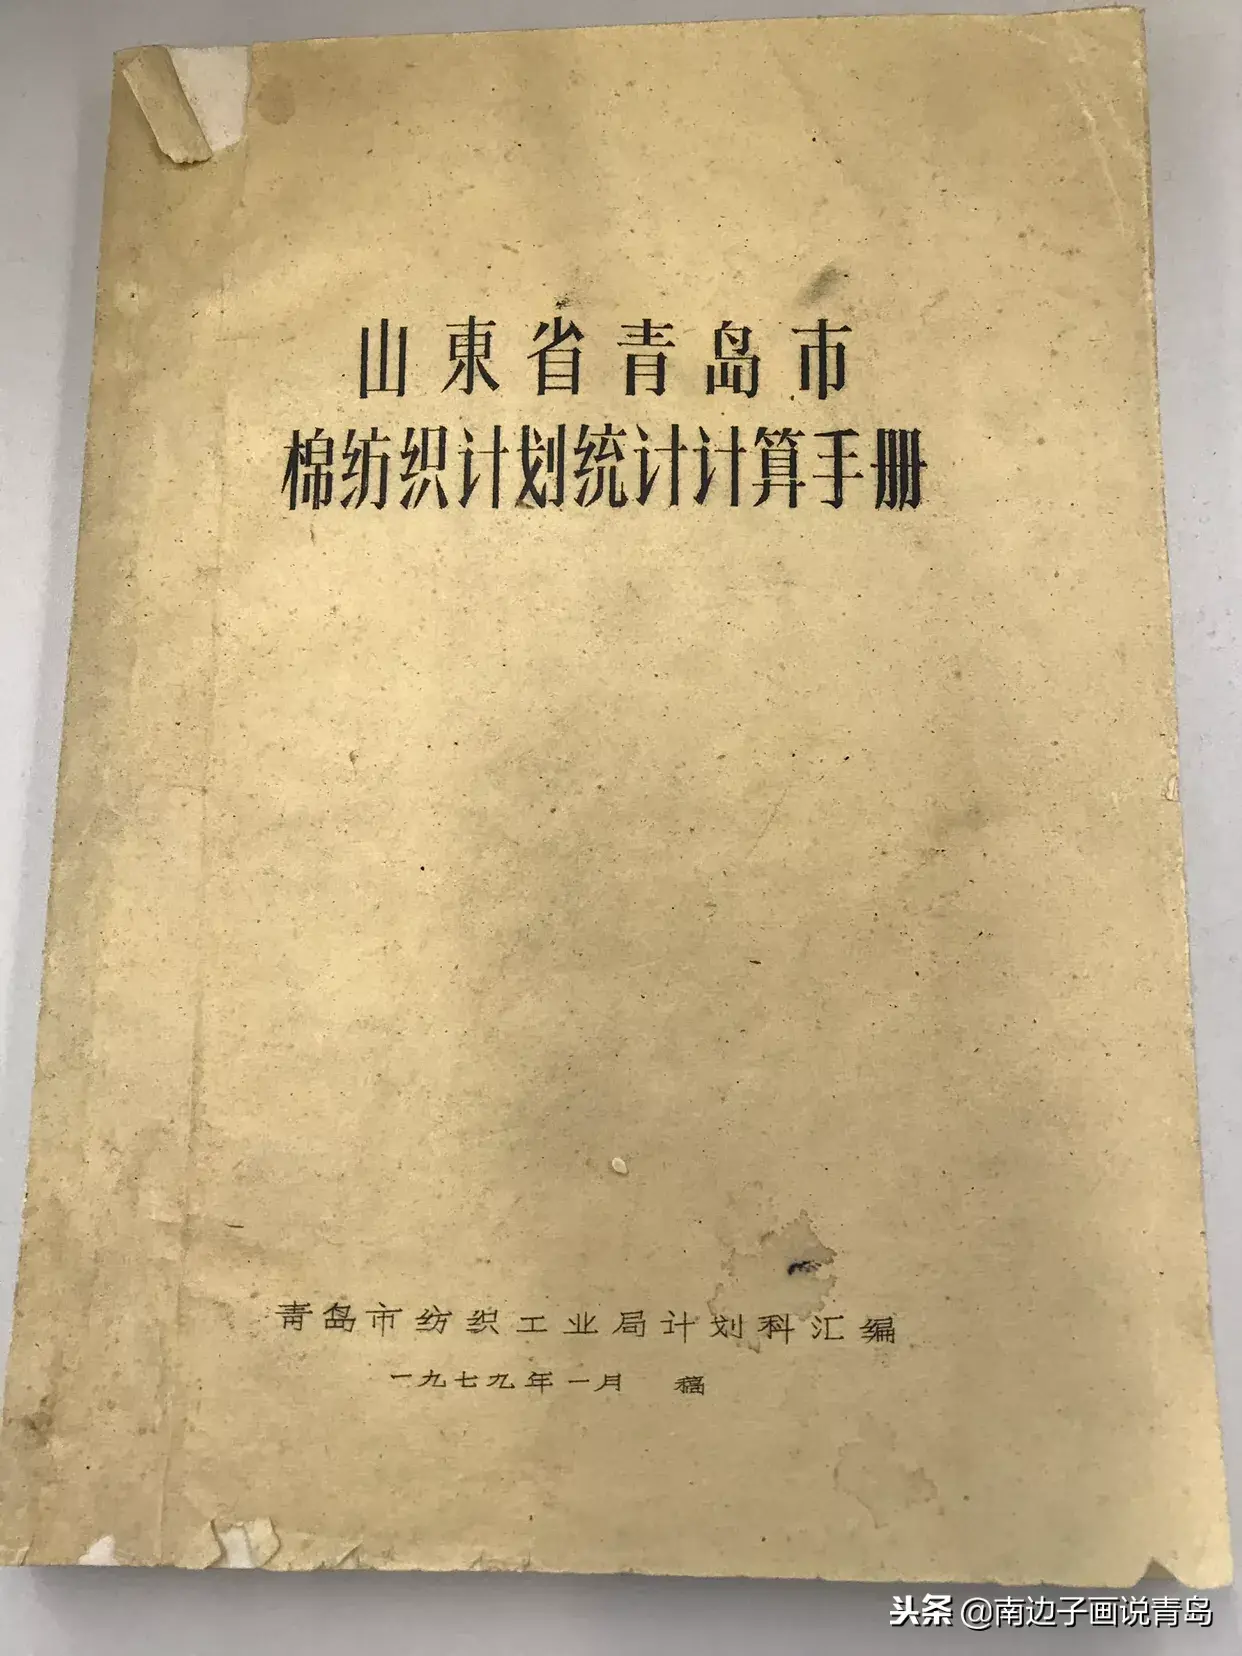 山東省青岛市
棉纺织计划统计计算手册
青岛市纺织工业局计划科汇编
一九七九年一月 稿
头条 @南边子画说青岛